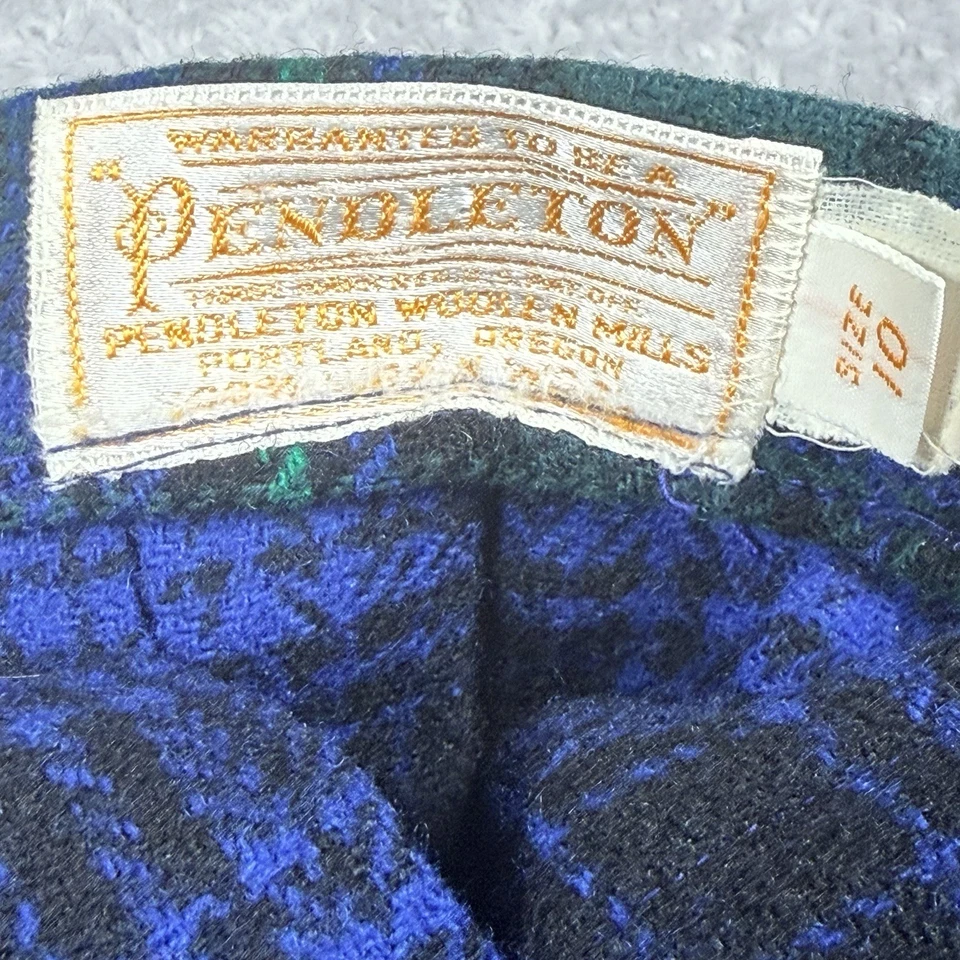 WARRANTED TO BE A
"PENDLETON"
PENDLETON WOOLEN MILLS
PORTLAND, OREGON
SIZE
10